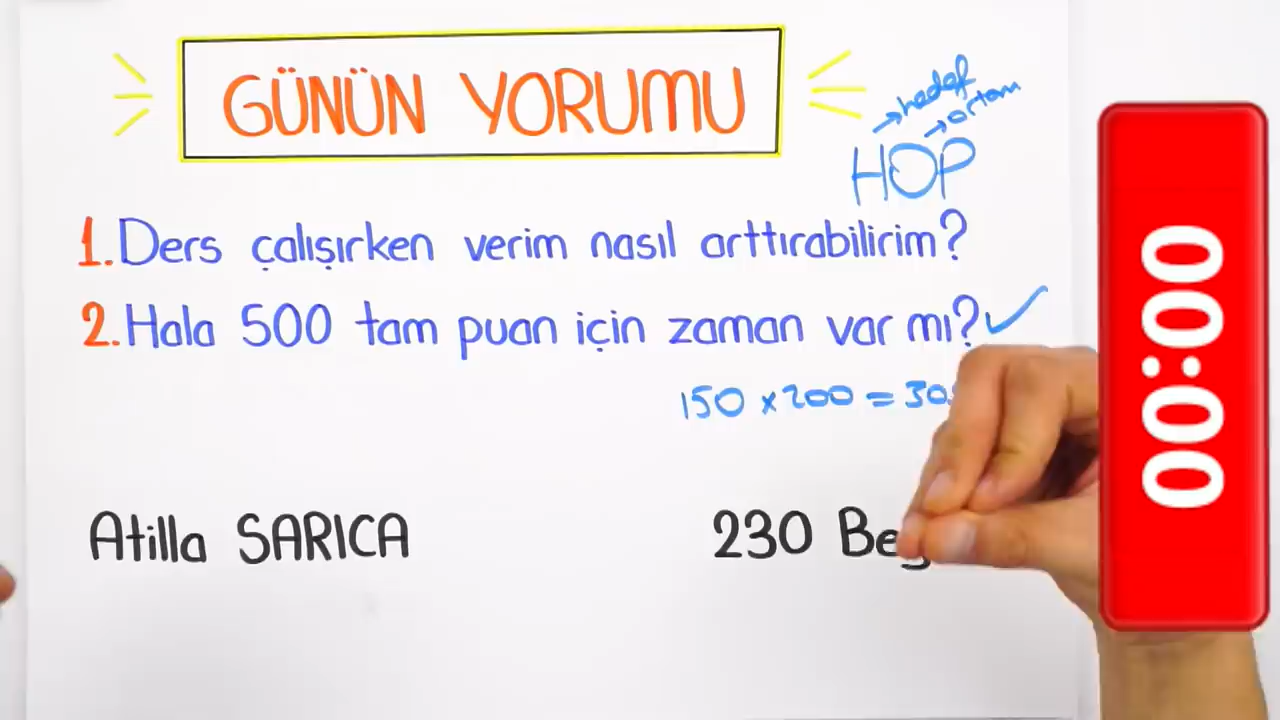 GÜNÜN YORUMU
→hedef
→ortam
HOP
1. Ders çalışırken verim nasıl arttırabilirim?
2. Hala 500 tam puan için zaman var mı?
150 x 200 = 30
Atilla SARICA
230
00:00